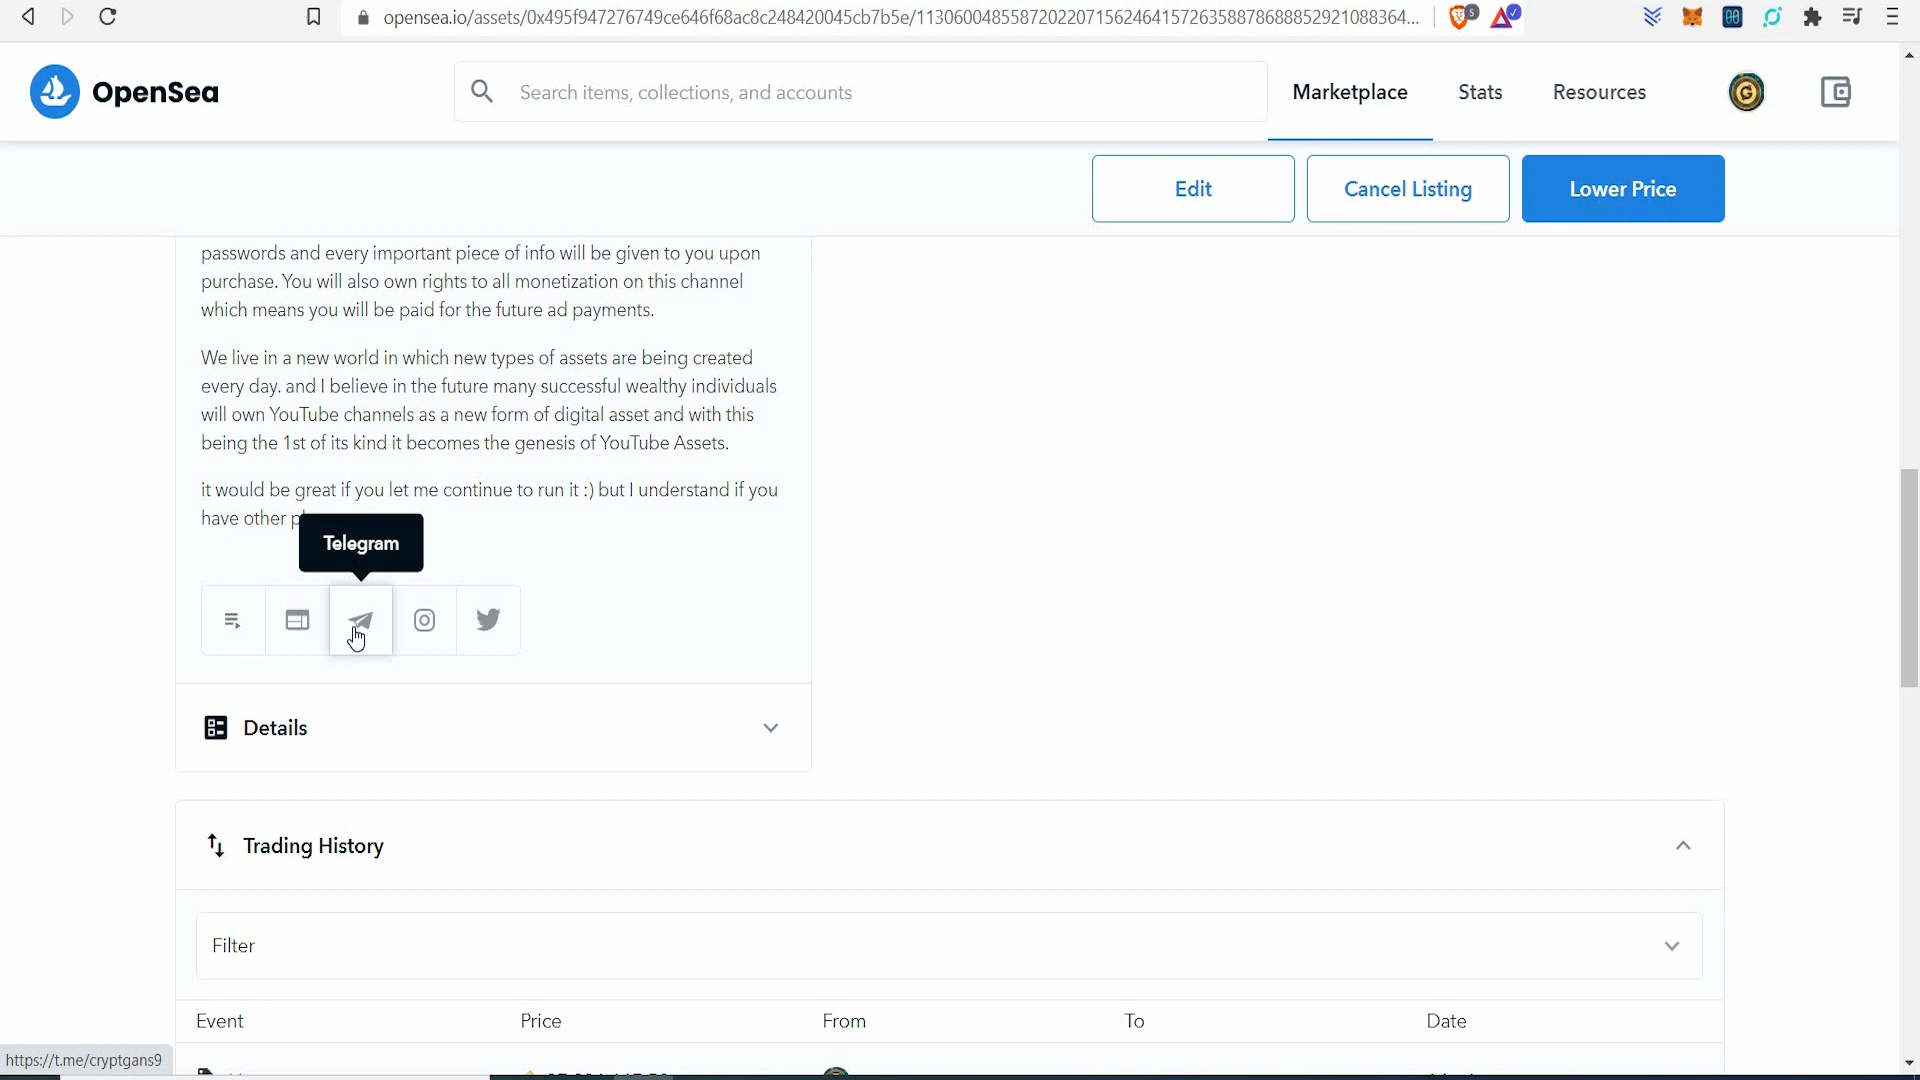 opensea.io/assets/0x495f947276749ce646f68ac8c248420045cb7b5e/11306004855872022071562464157263588786888529210883​64...
5
OpenSea
Search items, collections, and accounts
Marketplace
Stats
Resources
Edit
Cancel Listing
Lower Price
passwords and every important piece of info will be given to you upon
purchase. You will also own rights to all monetization on this channel
which means you will be paid for the future ad payments.
We live in a new world in which new types of assets are being created
every day. and I believe in the future many successful wealthy individuals
will own YouTube channels as a new form of digital asset and with this
being the 1st of its kind it becomes the genesis of YouTube Assets.
it would be great if you let me continue to run it :) but I understand if you
have other
Telegram
Details
Trading History
Filter
Event
Price
From
To
Date
https://t.me/cryptgans9